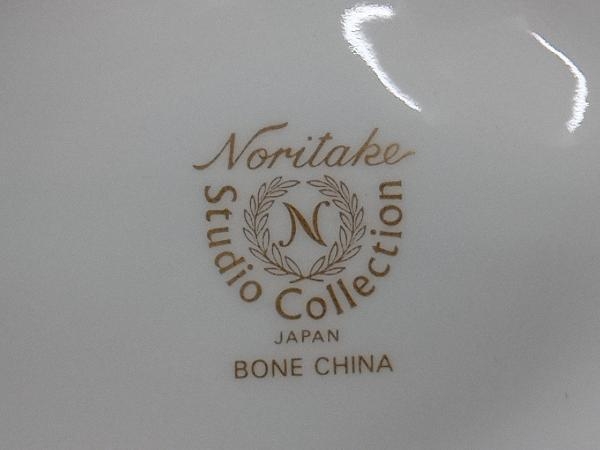 Noritake
Studio Collection
N
JAPAN
BONE CHINA